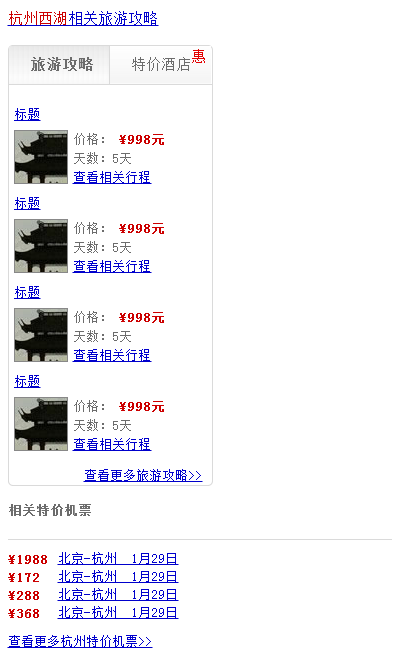 杭州西湖相关旅游攻略
旅游攻略 特价酒店 惠
标题
价格： ¥998元
天数：5天
查看相关行程
标题
价格： ¥998元
天数：5天
查看相关行程
标题
价格： ¥998元
天数：5天
查看相关行程
标题
价格： ¥998元
天数：5天
查看相关行程
查看更多旅游攻略>>
相关特价机票
¥1988 北京-杭州 1月29日
¥172 北京-杭州 1月29日
¥288 北京-杭州 1月29日
¥368 北京-杭州 1月29日
查看更多杭州特价机票>>